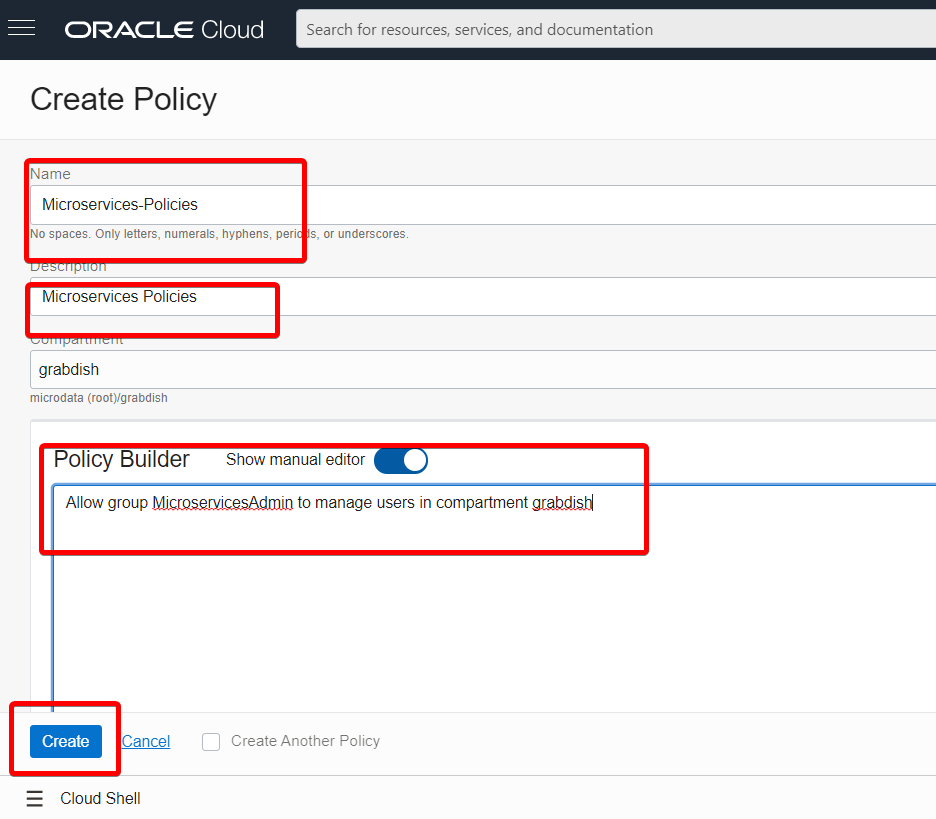 ORACLE Cloud
Search for resources, services, and documentation
Create Policy
Name
Microservices-Policies
No spaces. Only letters, numerals, hyphens, periods, or underscores.
Description
Microservices Policies
Compartment
grabdish
microdata (root)/grabdish
Policy Builder Show manual editor
Allow group MicroservicesAdmin to manage users in compartment grabdish
Create Cancel Create Another Policy
Cloud Shell